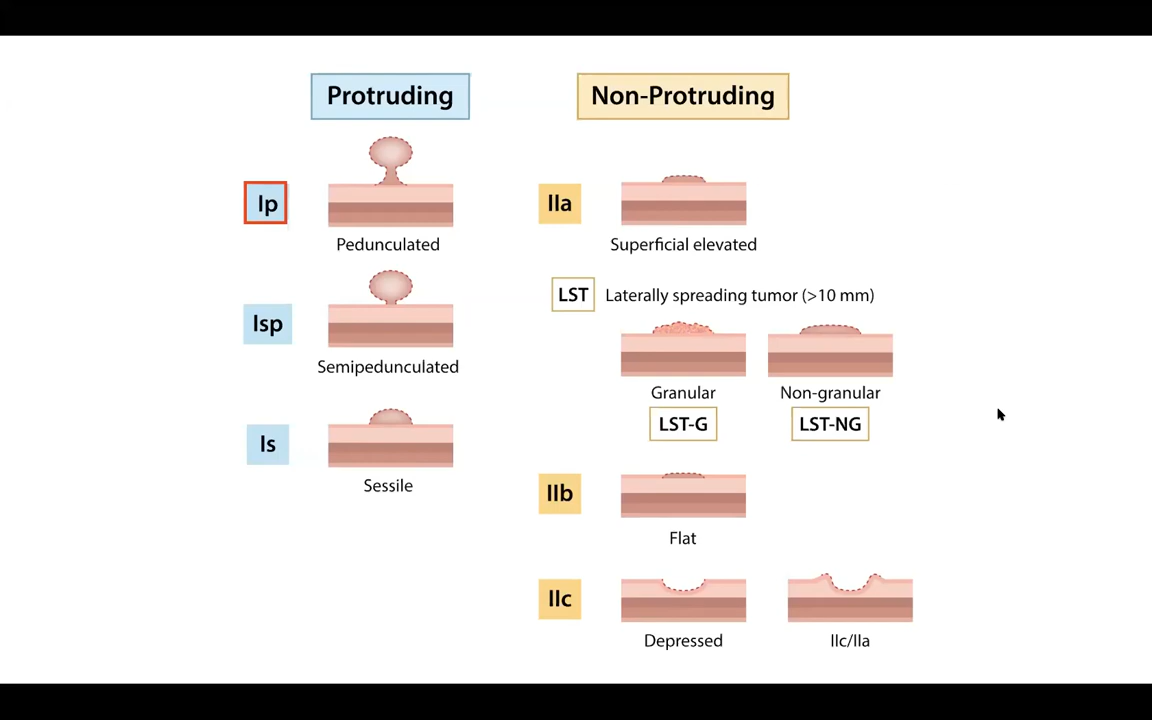 Protruding
Ip
Pedunculated
Isp
Semipedunculated
Is
Sessile
Non-Protruding
IIa
Superficial elevated
LST Laterally spreading tumor (>10 mm)
Granular Non-granular
LST-G LST-NG
IIb
Flat
IIc
Depressed IIc/IIa